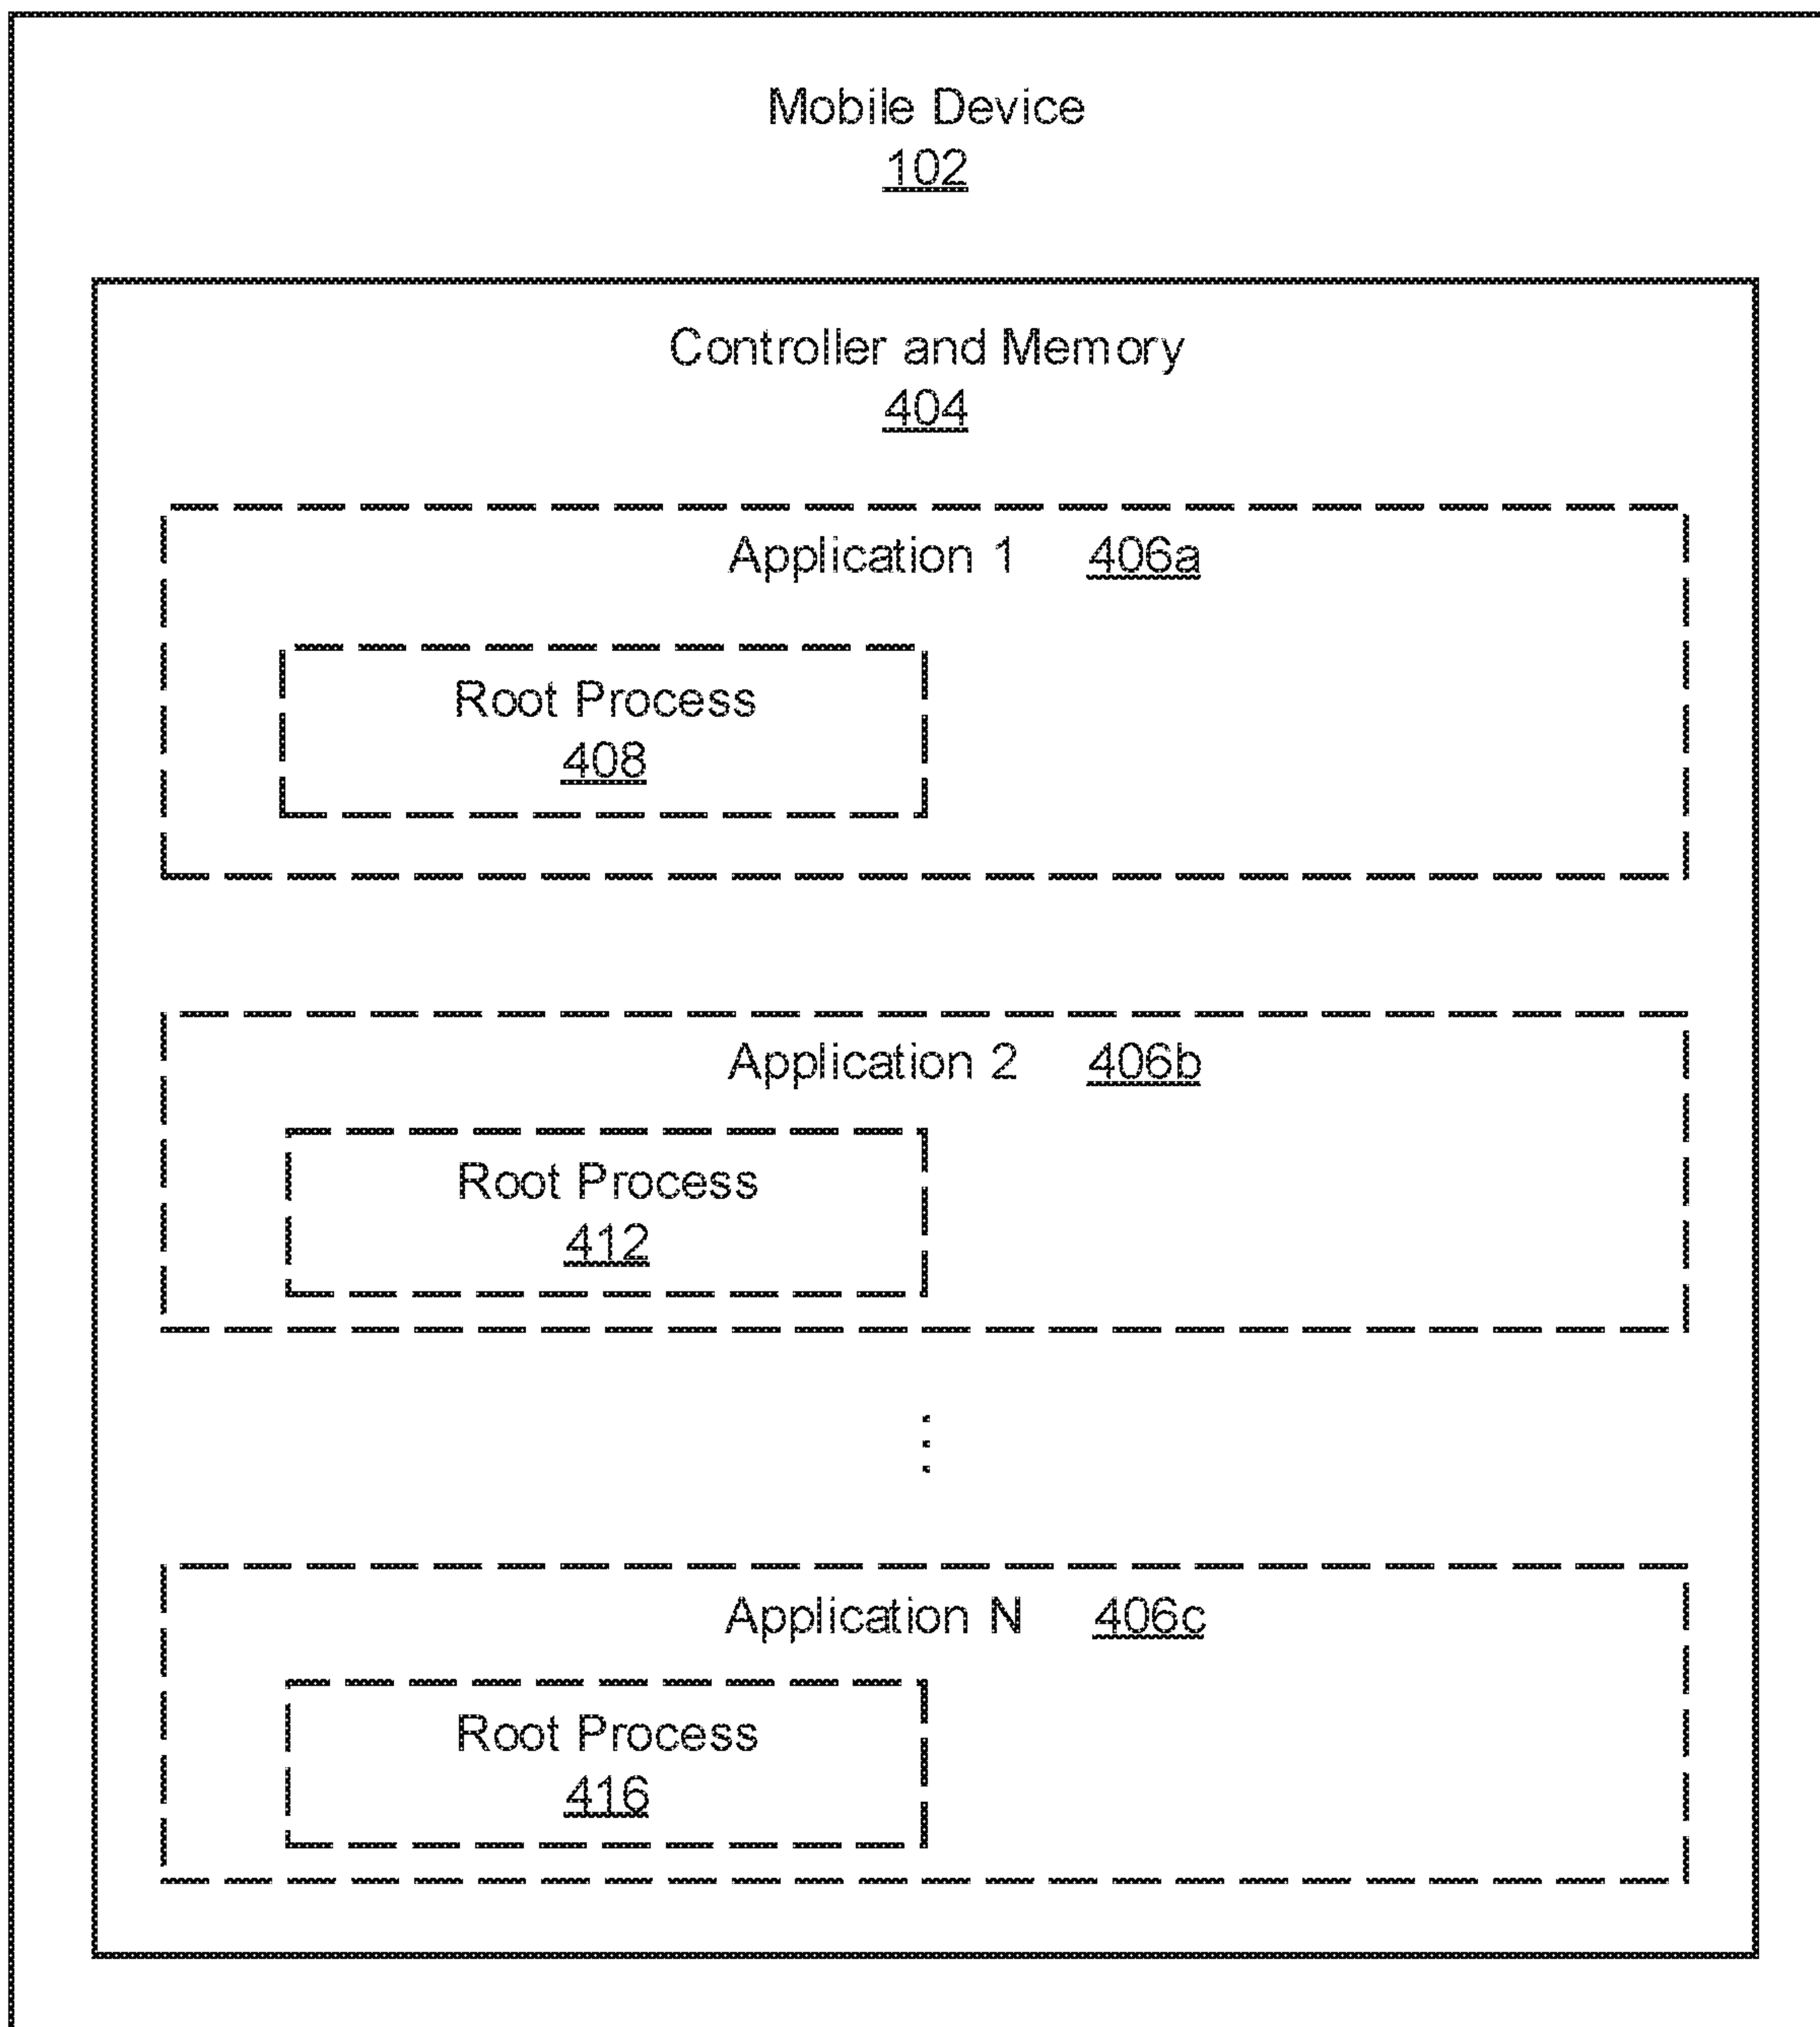 Mobile Device
102
Controller and Memory
404
Application 1 406a
Root Process
408
Application 2 406b
Root Process
412
Application N 406c
Root Process
416